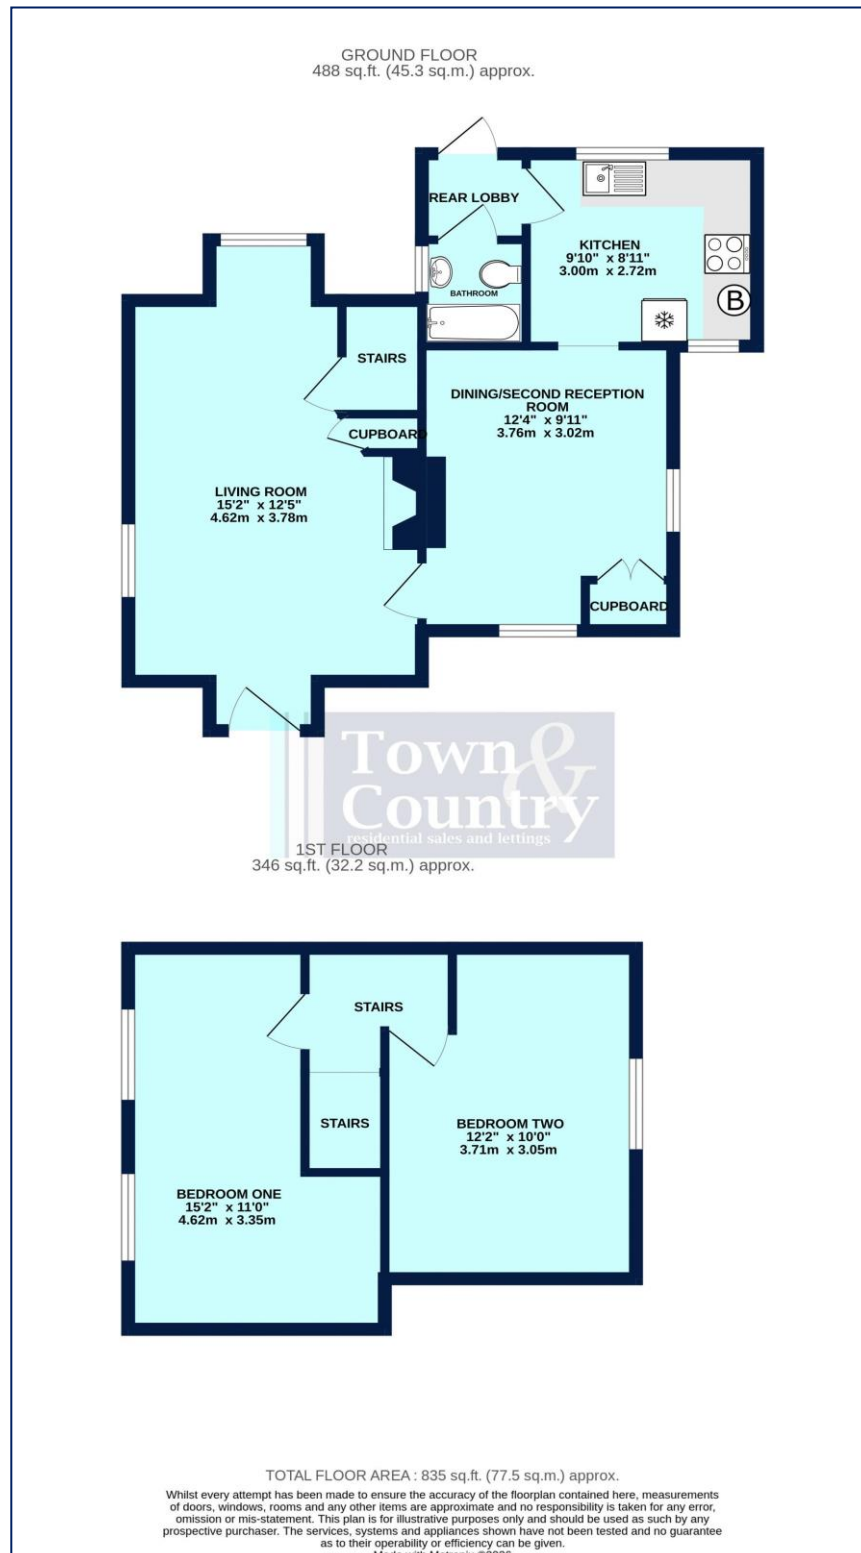 GROUND FLOOR
488 sq.ft. (45.3 sq.m.) approx.
REAR LOBBY
KITCHEN
9'10" x 8'11"
3.00m x 2.72m
B
BATHROOM
STAIRS
DINING/SECOND RECEPTION
ROOM
12'4" x 9'11"
3.76m x 3.02m
CUPBOARD
LIVING ROOM
15'2" x 12'5"
4.62m x 3.78m
CUPBOARD
Town &
Country
residential sales and lettings
1ST FLOOR
346 sq.ft. (32.2 sq.m.) approx.
STAIRS
STAIRS
BEDROOM TWO
12'2" x 10'0"
3.71m x 3.05m
BEDROOM ONE
15'2" x 11'0"
4.62m x 3.35m
TOTAL FLOOR AREA : 835 sq.ft. (77.5 sq.m.) approx.
Whilst every attempt has been made to ensure the accuracy of the floorplan contained here, measurements
of doors, windows, rooms and any other items are approximate and no responsibility is taken for any error,
omission or mis-statement. This plan is for illustrative purposes only and should be used as such by any
prospective purchaser. The services, systems and appliances shown have not been tested and no guarantee
as to their operability or efficiency can be given.
Made with Metropix